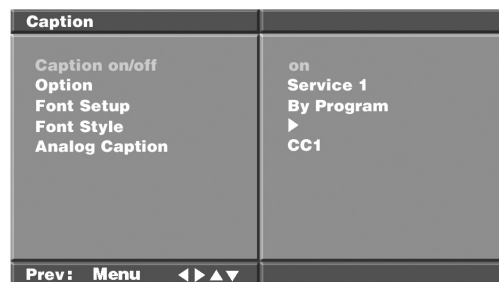 Caption
Caption on/off on
Option Service 1
Font Setup By Program
Font Style ▶
Analog Caption CC1
Prev: Menu ◀▶▲▼